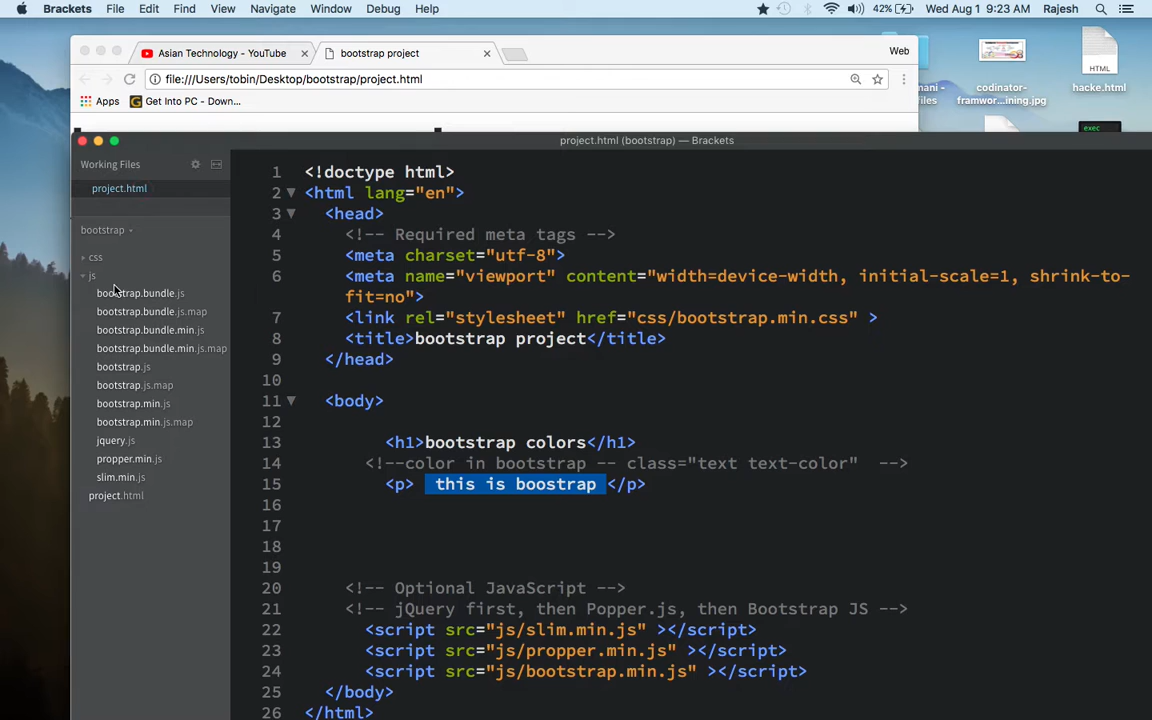 Brackets File Edit Find View Navigate Window Debug Help 42% Wed Aug 1 9:23 AM Rajesh
Asian Technology - YouTube bootstrap project Web
file:///Users/tobin/Desktop/bootstrap/project.html
Apps Get Into PC - Down...
mani - files
codinator-framwor...ining.jpg
HTML
hacke.html
exec
project.html (bootstrap) — Brackets
Working Files
project.html
bootstrap
css
js
bootstrap.bundle.js
bootstrap.bundle.js.map
bootstrap.bundle.min.js
bootstrap.bundle.min.js.map
bootstrap.js
bootstrap.js.map
bootstrap.min.js
bootstrap.min.js.map
jquery.js
propper.min.js
slim.min.js
project.html
1 <!doctype html>
2 <html lang="en">
3 <head>
4 <!-- Required meta tags -->
5 <meta charset="utf-8">
6 <meta name="viewport" content="width=device-width, initial-scale=1, shrink-to-
fit=no">
7 <link rel="stylesheet" href="css/bootstrap.min.css" >
8 <title>bootstrap project</title>
9 </head>
10
11 <body>
12
13 <h1>bootstrap colors</h1>
14 <!--color in bootstrap -- class="text text-color" -->
15 <p> this is boostrap </p>
16
17
18
19
20 <!-- Optional JavaScript -->
21 <!-- jQuery first, then Popper.js, then Bootstrap JS -->
22 <script src="js/slim.min.js" ></script>
23 <script src="js/propper.min.js" ></script>
24 <script src="js/bootstrap.min.js" ></script>
25 </body>
26 </html>